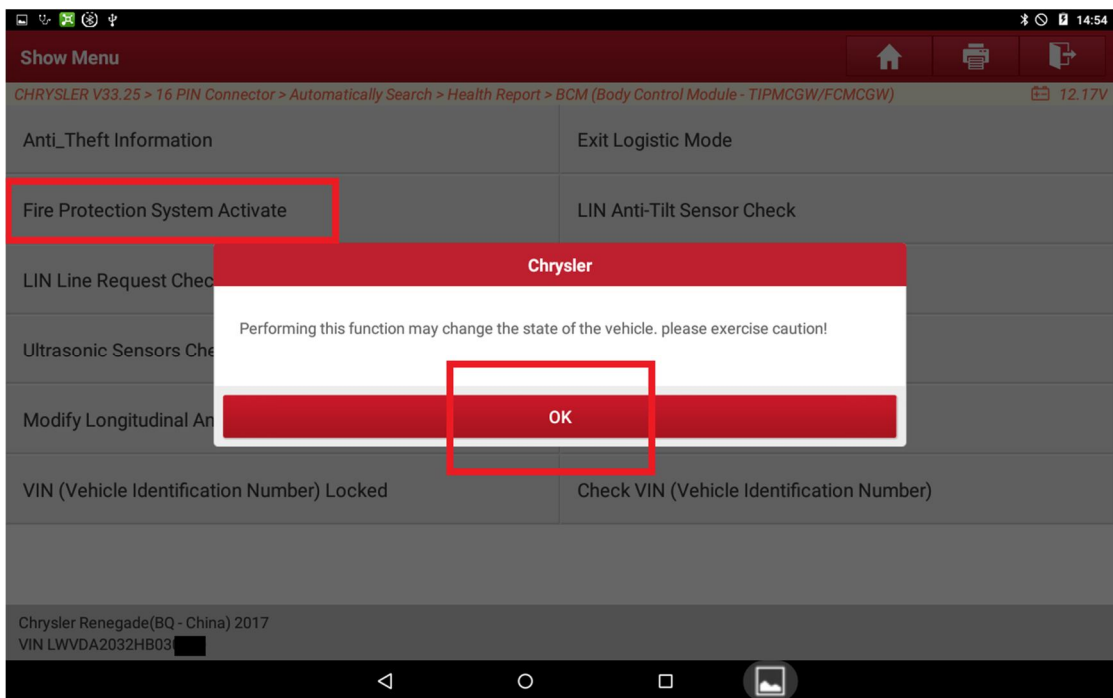 14:54
Show Menu
CHRYSLER V33.25 > 16 PIN Connector > Automatically Search > Health Report > BCM (Body Control Module - TIPMCGW/FCMCGW)
12.17V
Anti_Theft Information
Exit Logistic Mode
Fire Protection System Activate
LIN Anti-Tilt Sensor Check
Chrysler
LIN Line Request Chec
Performing this function may change the state of the vehicle. please exercise caution!
Ultrasonic Sensors Che
OK
Modify Longitudinal An
VIN (Vehicle Identification Number) Locked
Check VIN (Vehicle Identification Number)
Chrysler Renegade(BQ - China) 2017
VIN LWVDA2032HB03